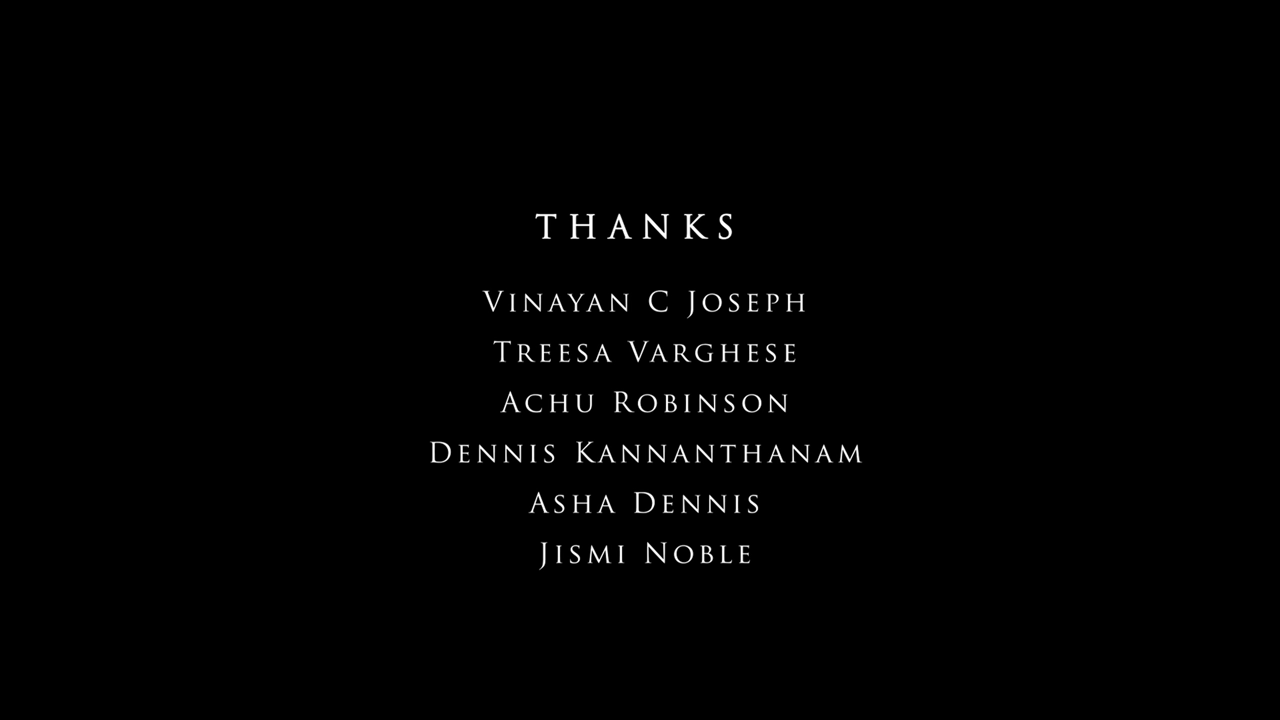 THANKS
VINAYAN C JOSEPH
TREESA VARGHESE
ACHU ROBINSON
DENNIS KANNANTHANAM
ASHA DENNIS
JISMI NOBLE